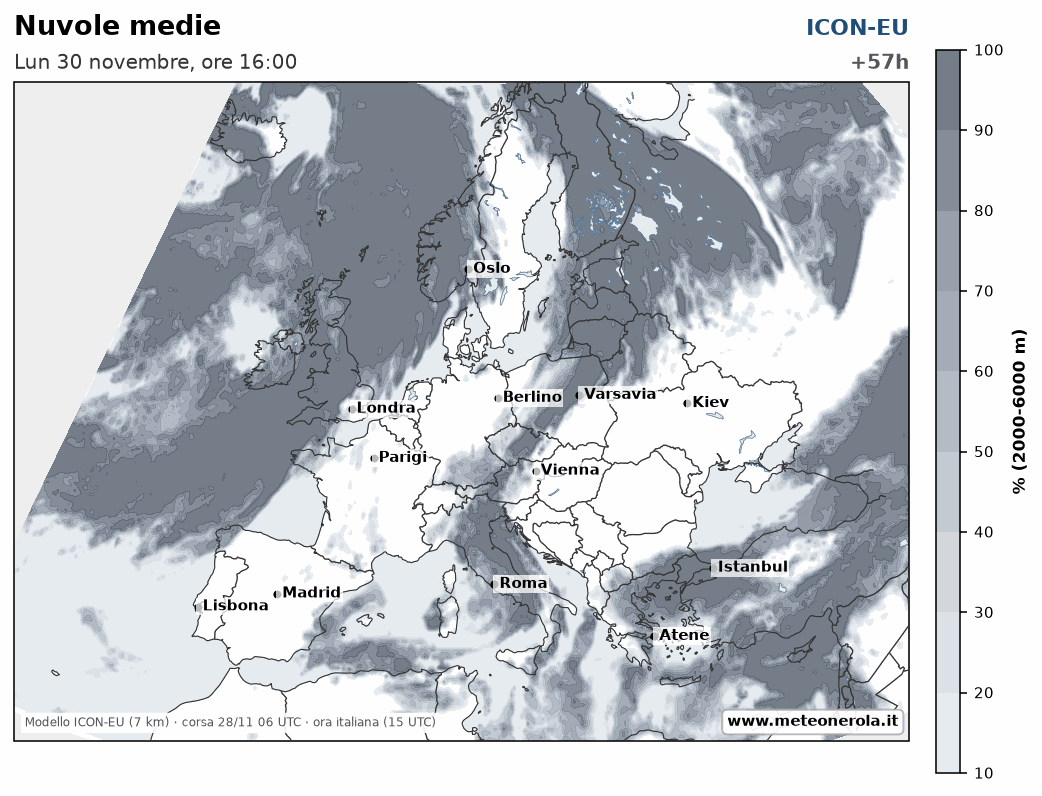 Nuvole medie
ICON-EU
Lun 30 novembre, ore 16:00
+57h
Oslo
Londra
Berlino
Varsavia
Kiev
Parigi
Vienna
Istanbul
Roma
Madrid
Lisbona
Atene
Modello ICON-EU (7 km) · corsa 28/11 06 UTC · ora italiana (15 UTC)
www.meteonerola.it
100
90
80
70
60
50
40
30
20
10
% (2000-6000 m)